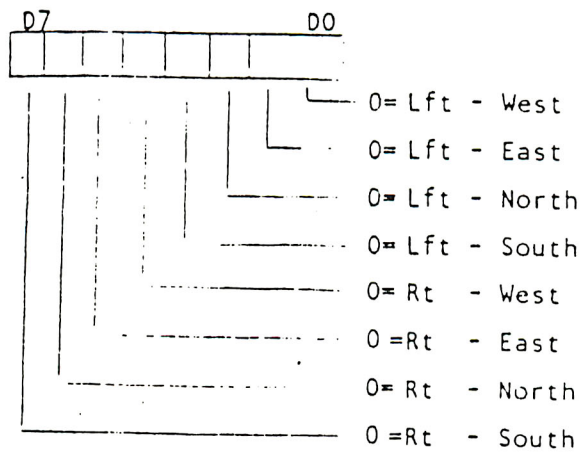 D7 D0
0= Lft - West
0= Lft - East
0= Lft - North
0= Lft - South
0= Rt - West
0 =Rt - East
0= Rt - North
0 =Rt - South